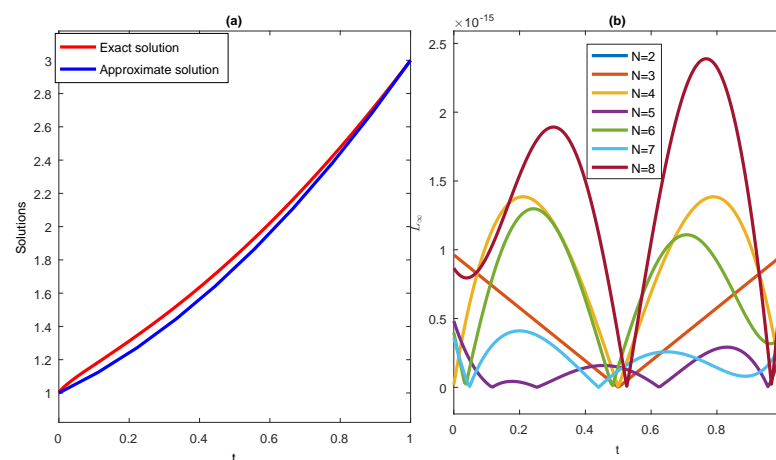 (a)
Exact solution
Approximate solution
Solutions
3
2.8
2.6
2.4
2.2
2
1.8
1.6
1.4
1.2
1
0
0.2
0.4
0.6
0.8
1
t
×10⁻¹⁵
(b)
N=2
N=3
N=4
N=5
N=6
N=7
N=8
L∞
2.5
2
1.5
1
0.5
0
0
0.2
0.4
0.6
0.8
t